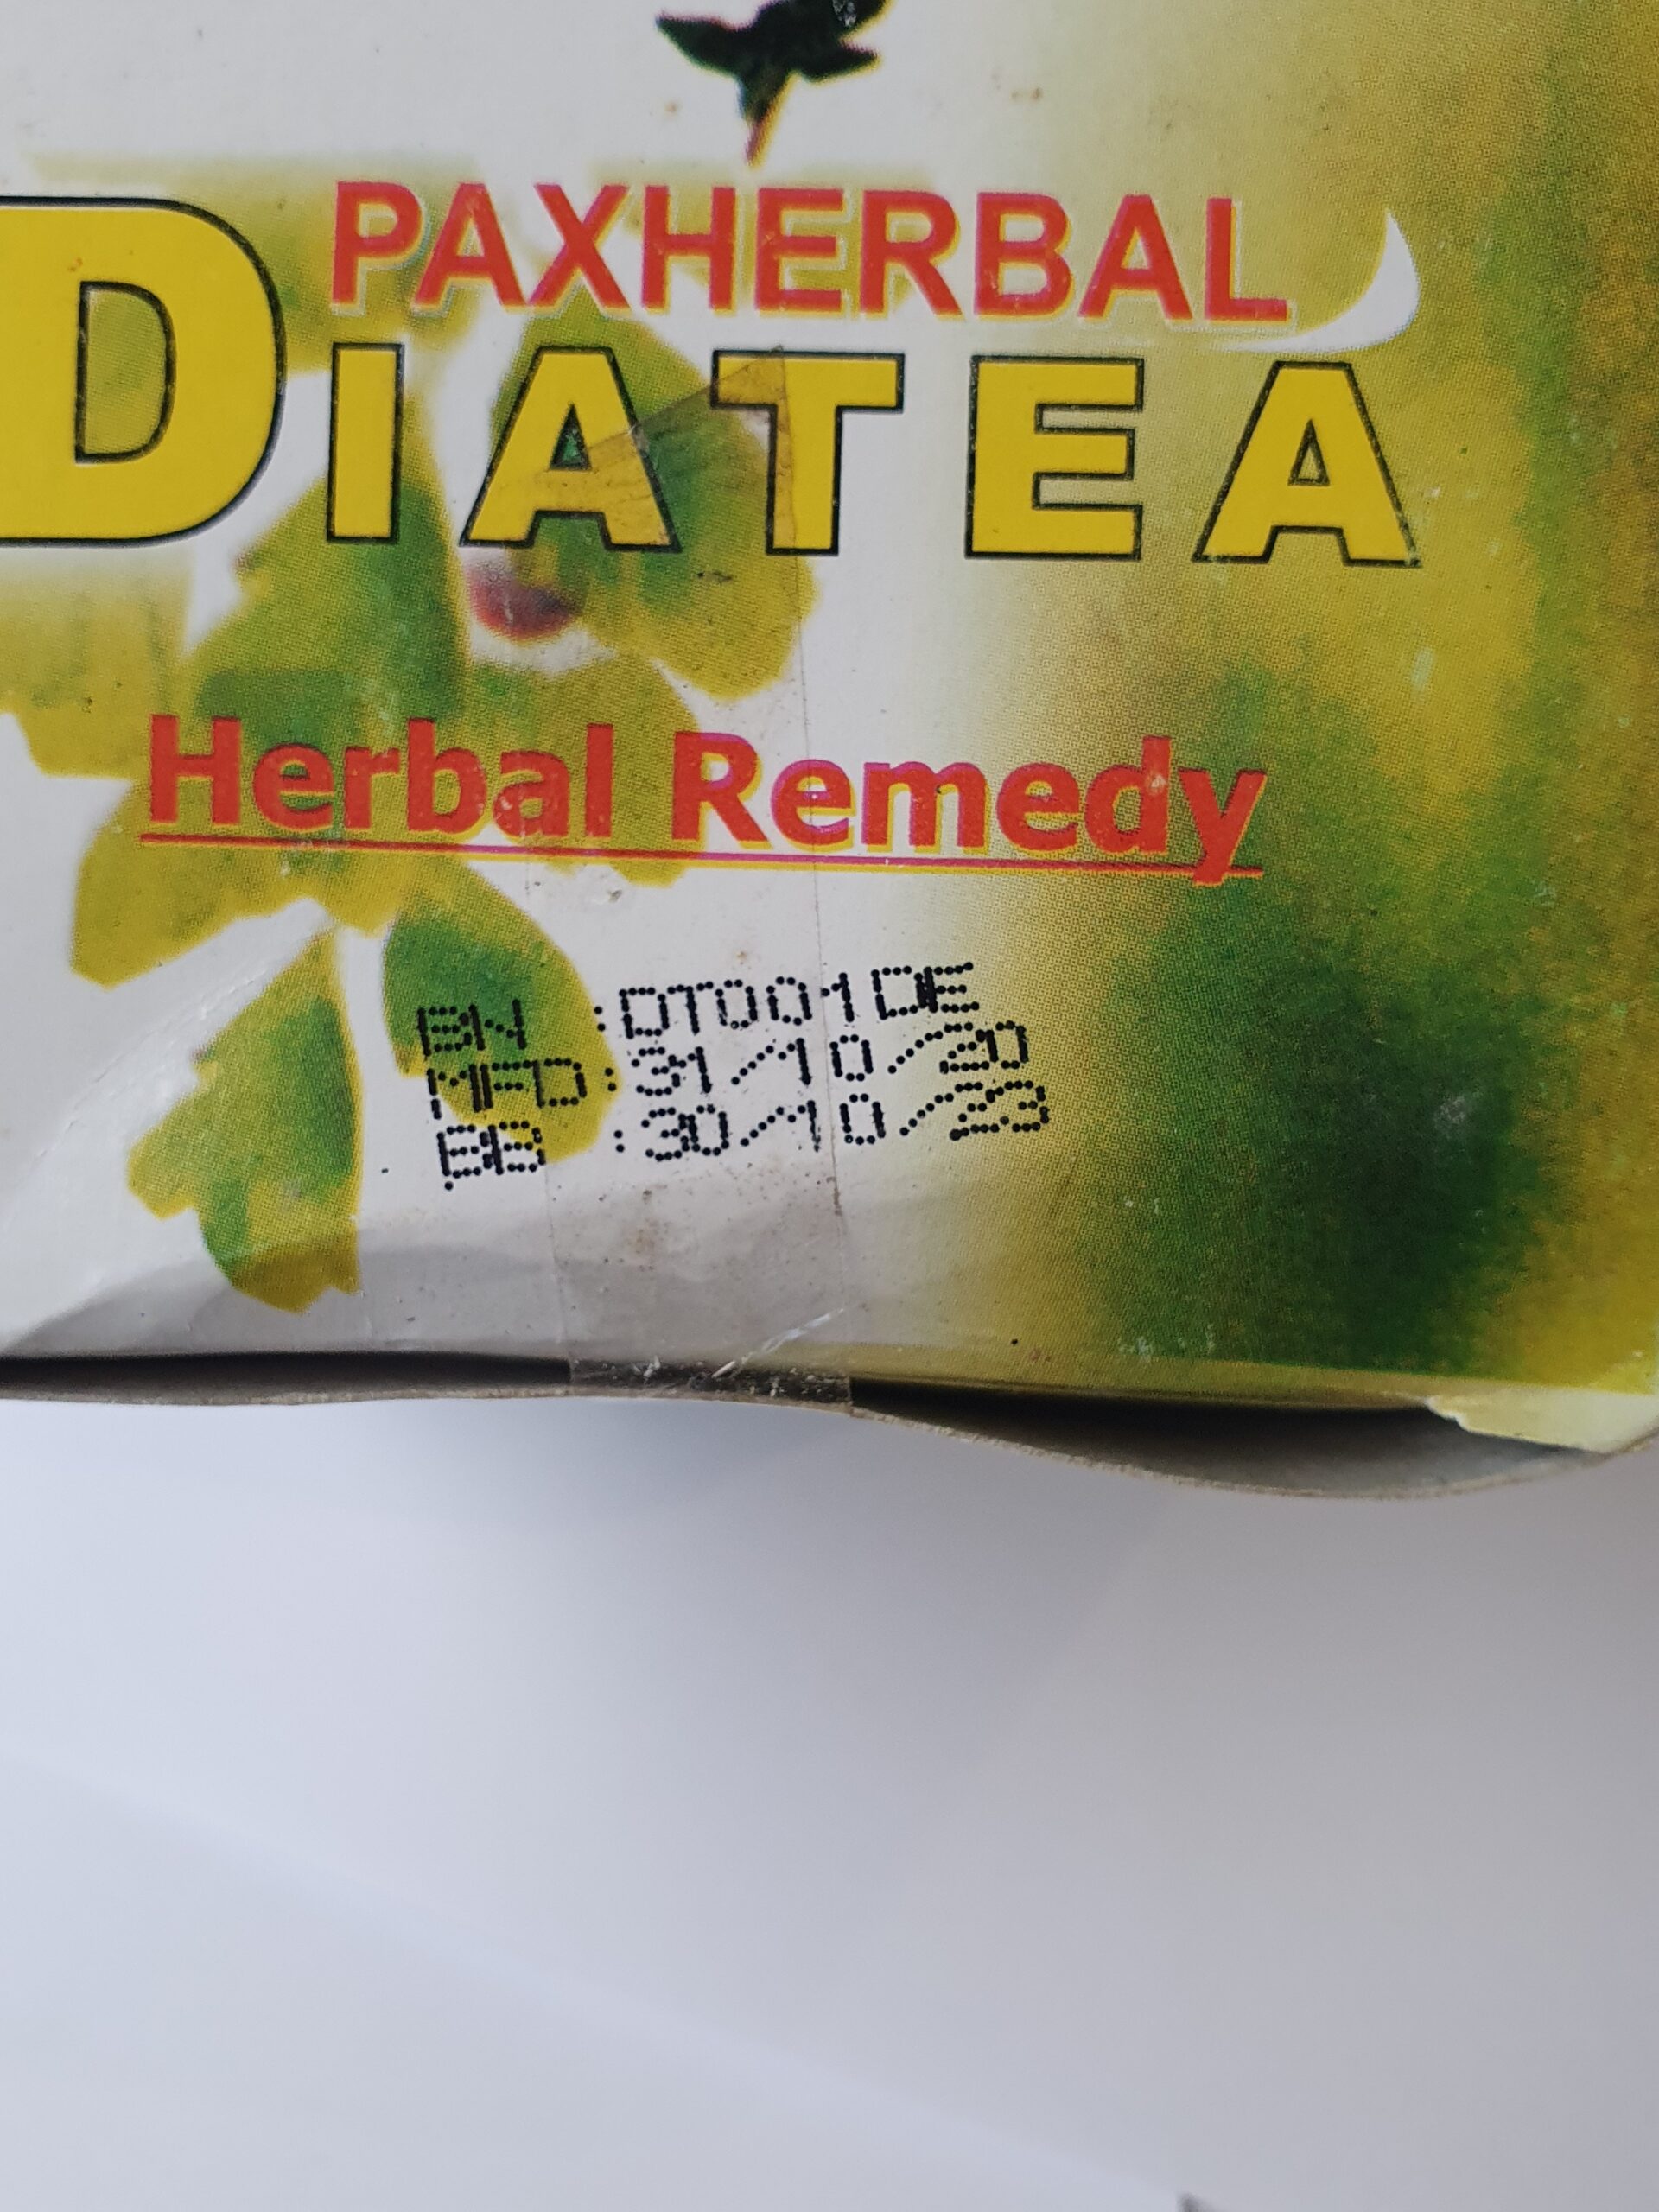 PAXHERBAL
DIATEA
Herbal Remedy
BN :DT001DE
MFD:31/10/20
BB :30/10/23